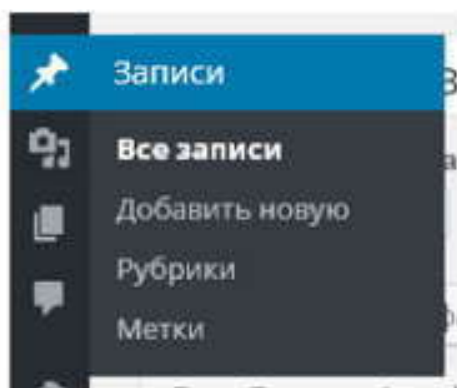 Записи
Все записи
Добавить новую
Рубрики
Метки